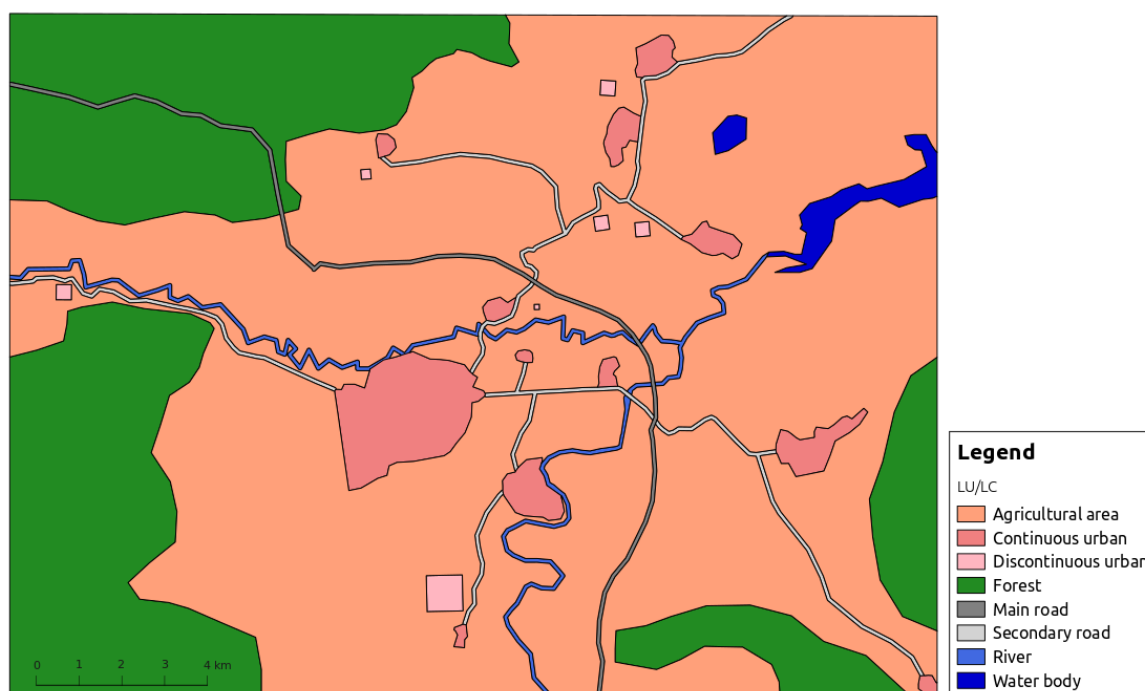 0 1 2 3 4 km
Legend
LU/LC
Agricultural area
Continuous urban
Discontinuous urban
Forest
Main road
Secondary road
River
Water body